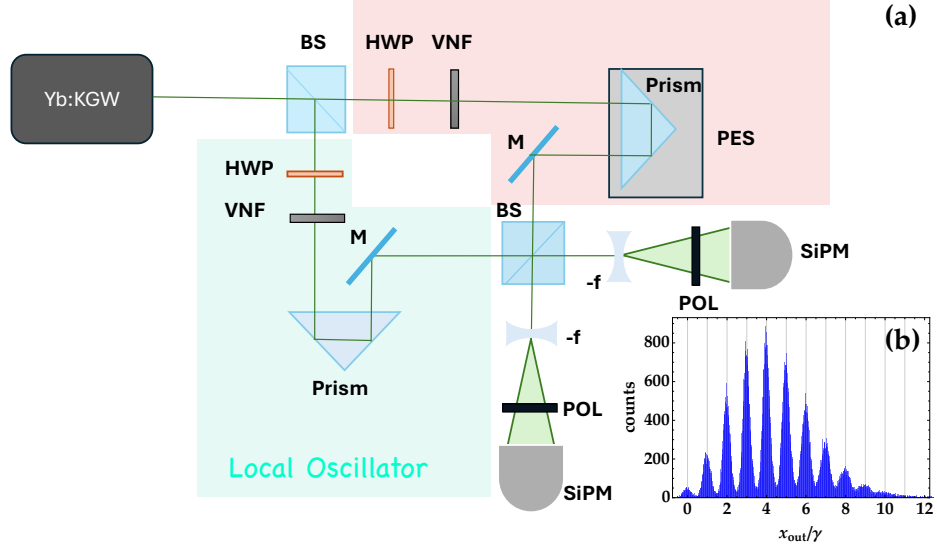 (a)
BS
HWP
VNF
Yb:KGW
Prism
PES
M
HWP
VNF
M
BS
SiPM
-f
POL
-f
Prism
POL
SiPM
Local Oscillator
(b)
counts
800
600
400
200
0
0 2 4 6 8 10 12
x_out/γ